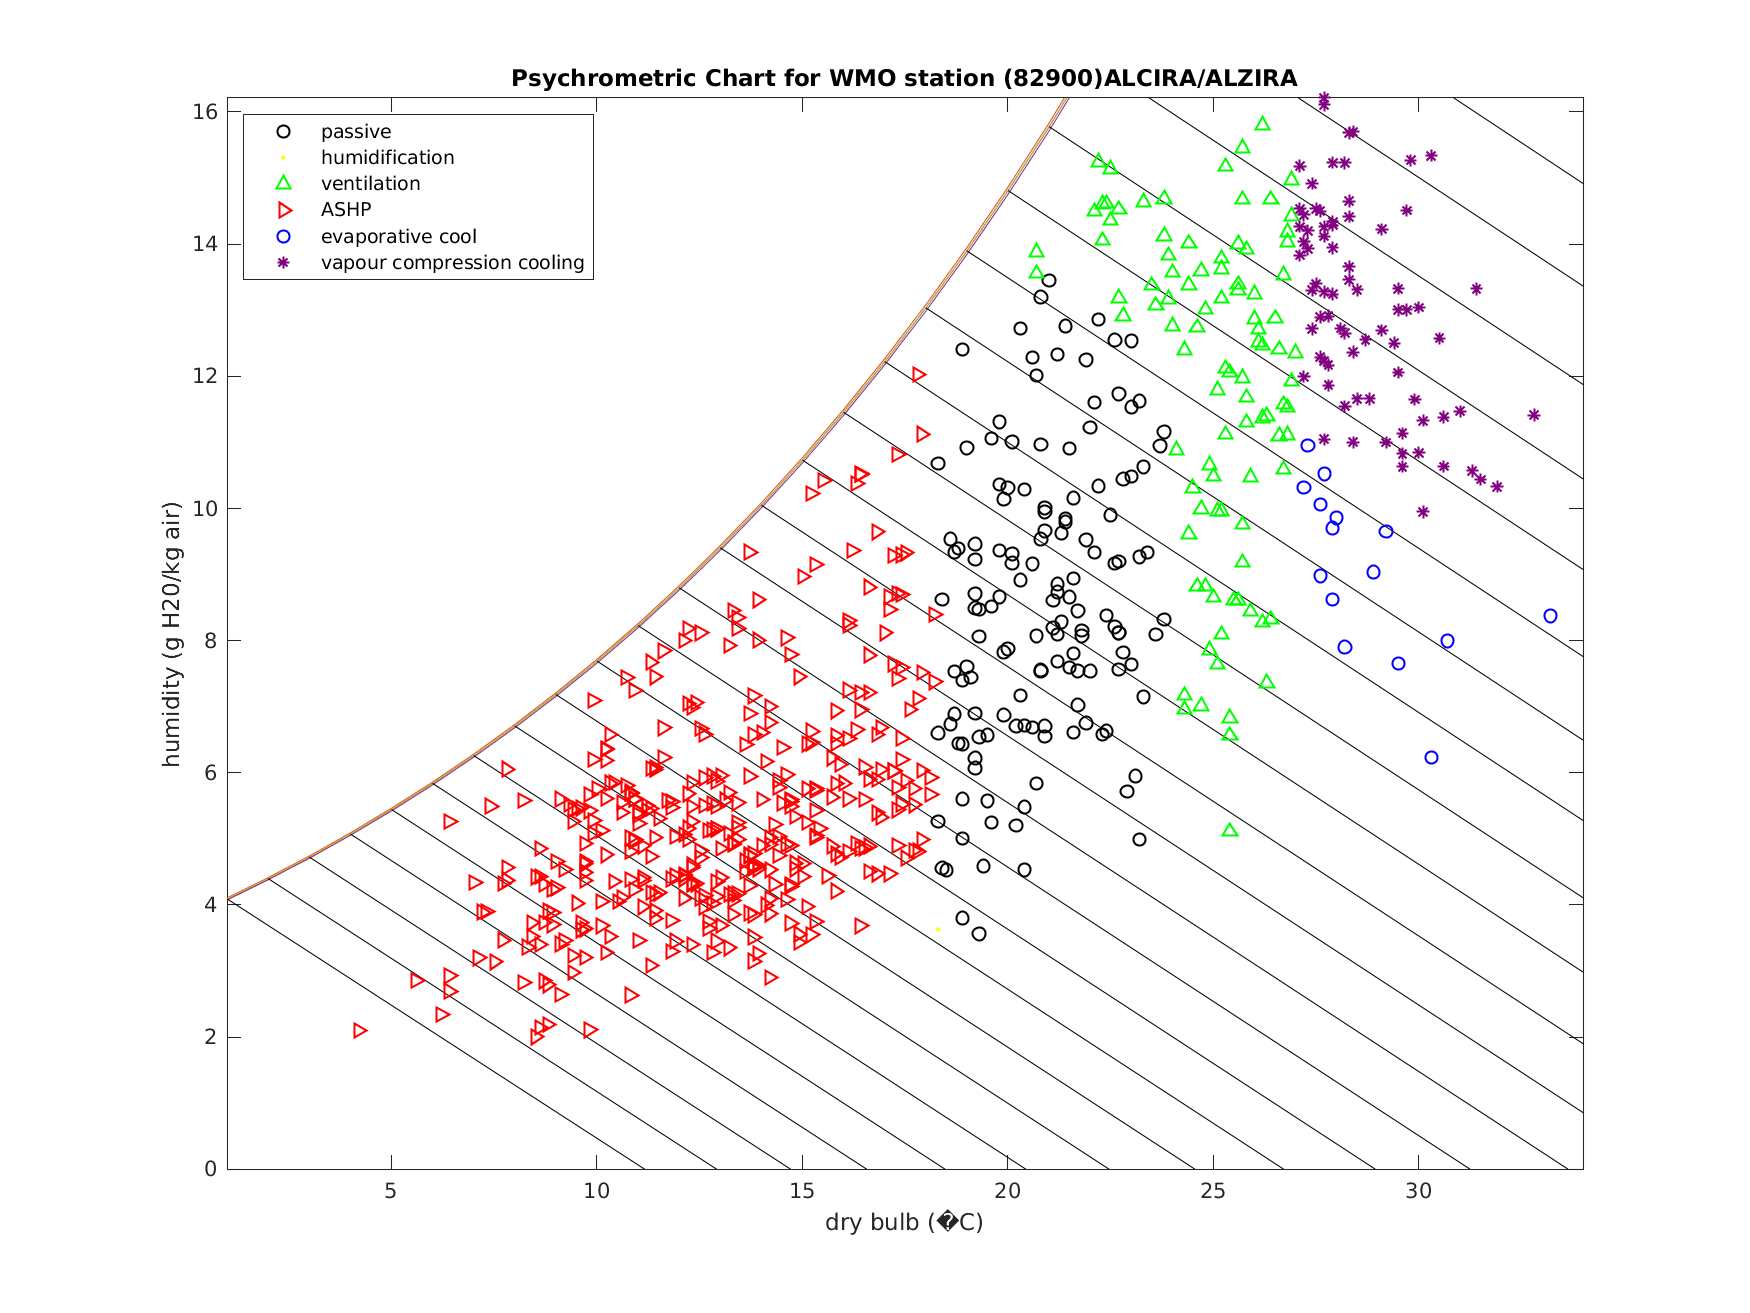 Psychrometric Chart for WMO station (82900)ALCIRA/ALZIRA
passive
humidification
ventilation
ASHP
evaporative cool
vapour compression cooling
humidity (g H20/kg air)
16
14
12
10
8
6
4
2
0
5 10 15 20 25 30
dry bulb (�C)